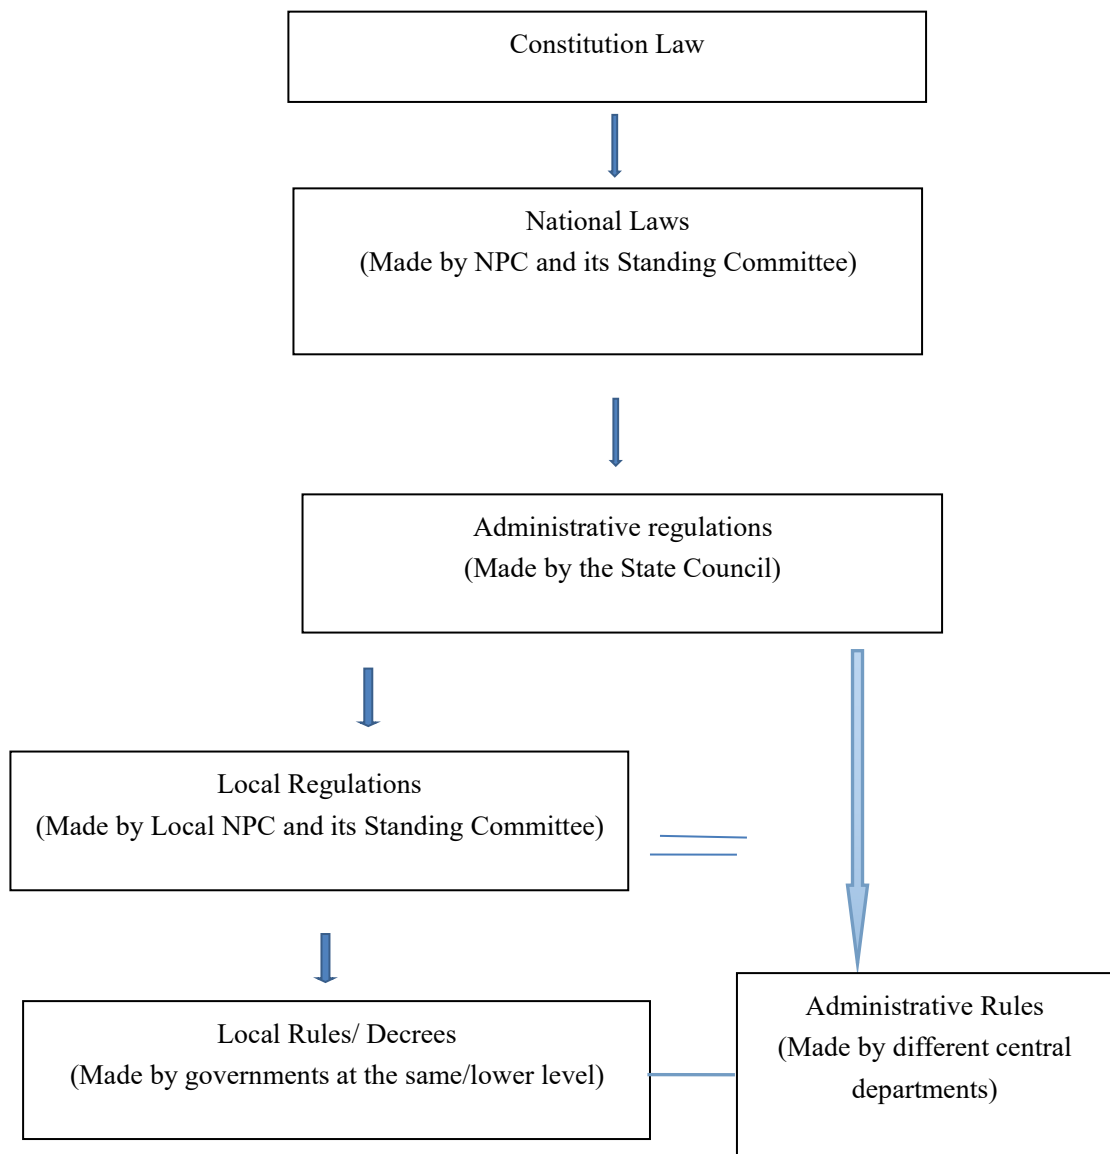 Constitution Law
National Laws
(Made by NPC and its Standing Committee)
Administrative regulations
(Made by the State Council)
Local Regulations
(Made by Local NPC and its Standing Committee)
Local Rules/ Decrees
(Made by governments at the same/lower level)
Administrative Rules
(Made by different central
departments)